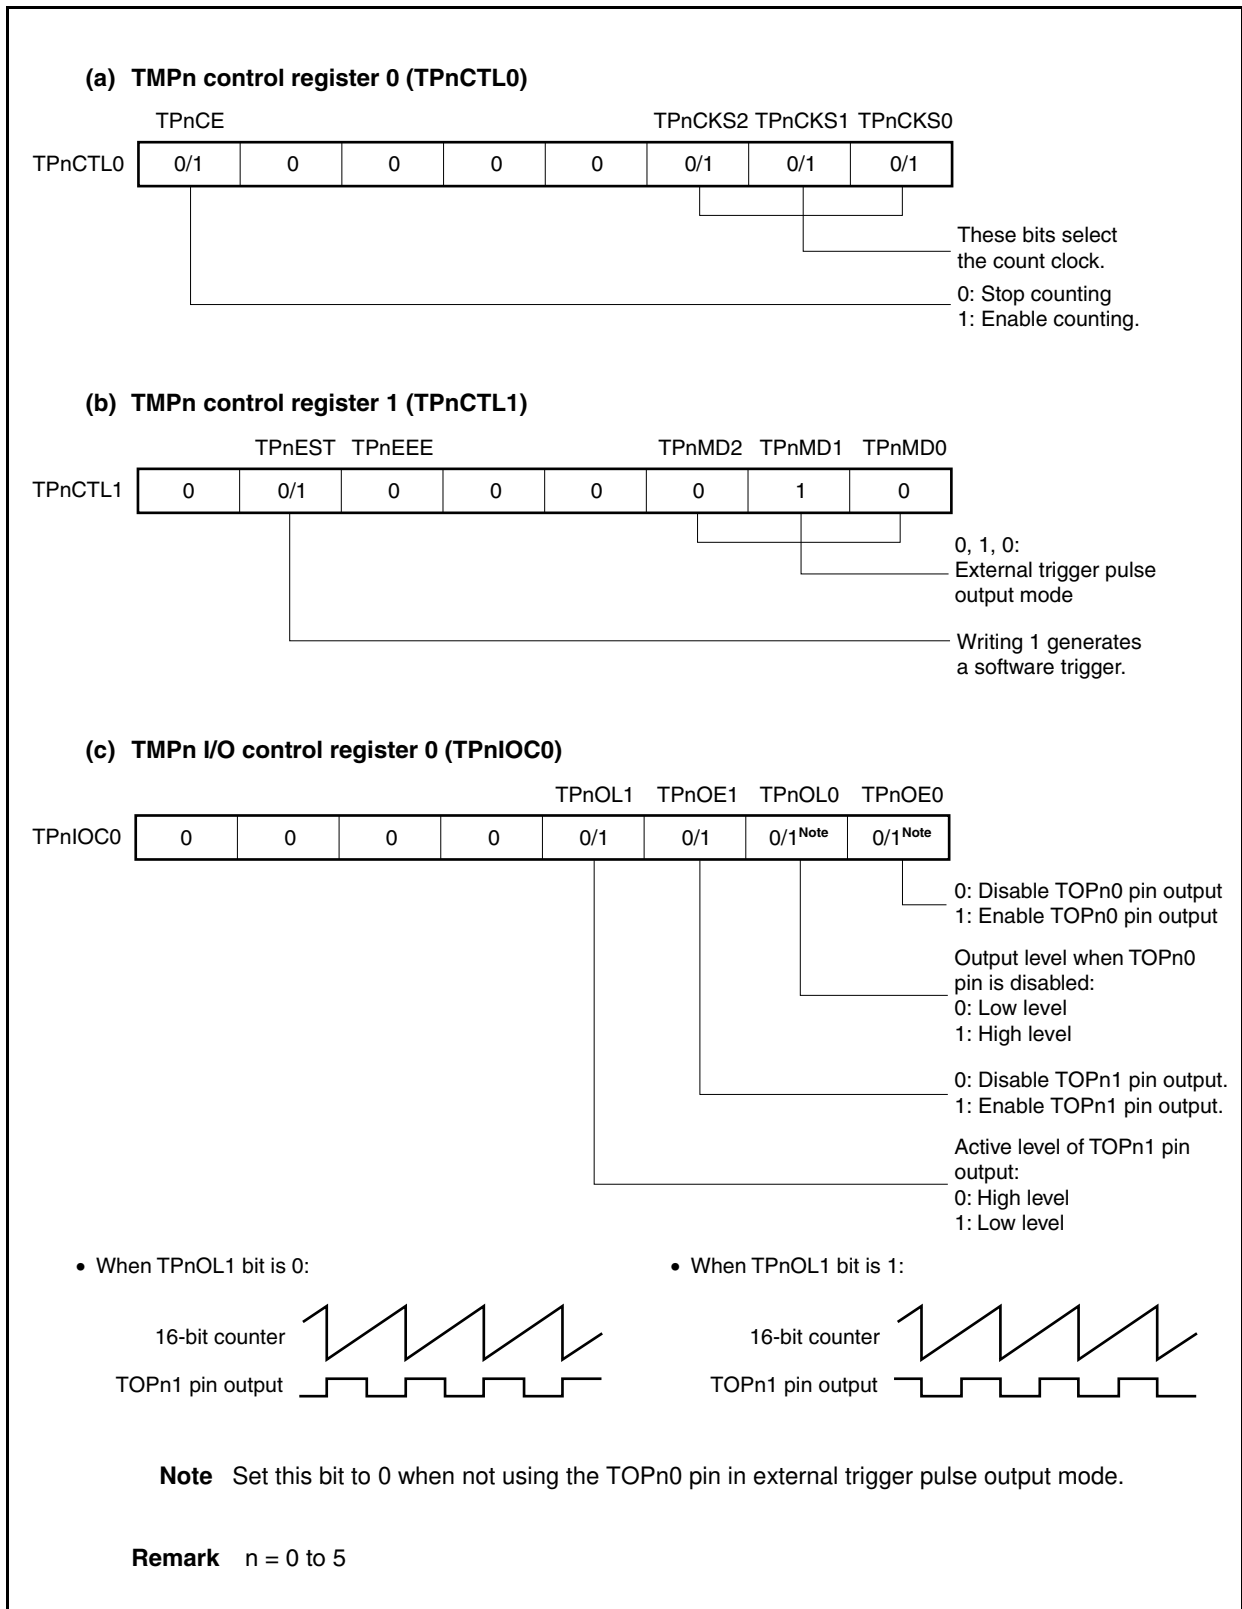 (a) TMPn control register 0 (TPnCTL0)
TPnCE TPnCKS2 TPnCKS1 TPnCKS0
TPnCTL0 0/1 0 0 0 0 0/1 0/1 0/1
These bits select
the count clock.
0: Stop counting
1: Enable counting.
(b) TMPn control register 1 (TPnCTL1)
TPnEST TPnEEE TPnMD2 TPnMD1 TPnMD0
TPnCTL1 0 0/1 0 0 0 0 1 0
0, 1, 0:
External trigger pulse
output mode
Writing 1 generates
a software trigger.
(c) TMPn I/O control register 0 (TPnIOC0)
TPnOL1 TPnOE1 TPnOL0 TPnOE0
TPnIOC0 0 0 0 0 0/1 0/1 0/1Note 0/1Note
0: Disable TOPn0 pin output
1: Enable TOPn0 pin output
Output level when TOPn0
pin is disabled:
0: Low level
1: High level
0: Disable TOPn1 pin output.
1: Enable TOPn1 pin output.
Active level of TOPn1 pin
output:
0: High level
1: Low level
• When TPnOL1 bit is 0:
16-bit counter
TOPn1 pin output
• When TPnOL1 bit is 1:
16-bit counter
TOPn1 pin output
Note Set this bit to 0 when not using the TOPn0 pin in external trigger pulse output mode.
Remark n = 0 to 5